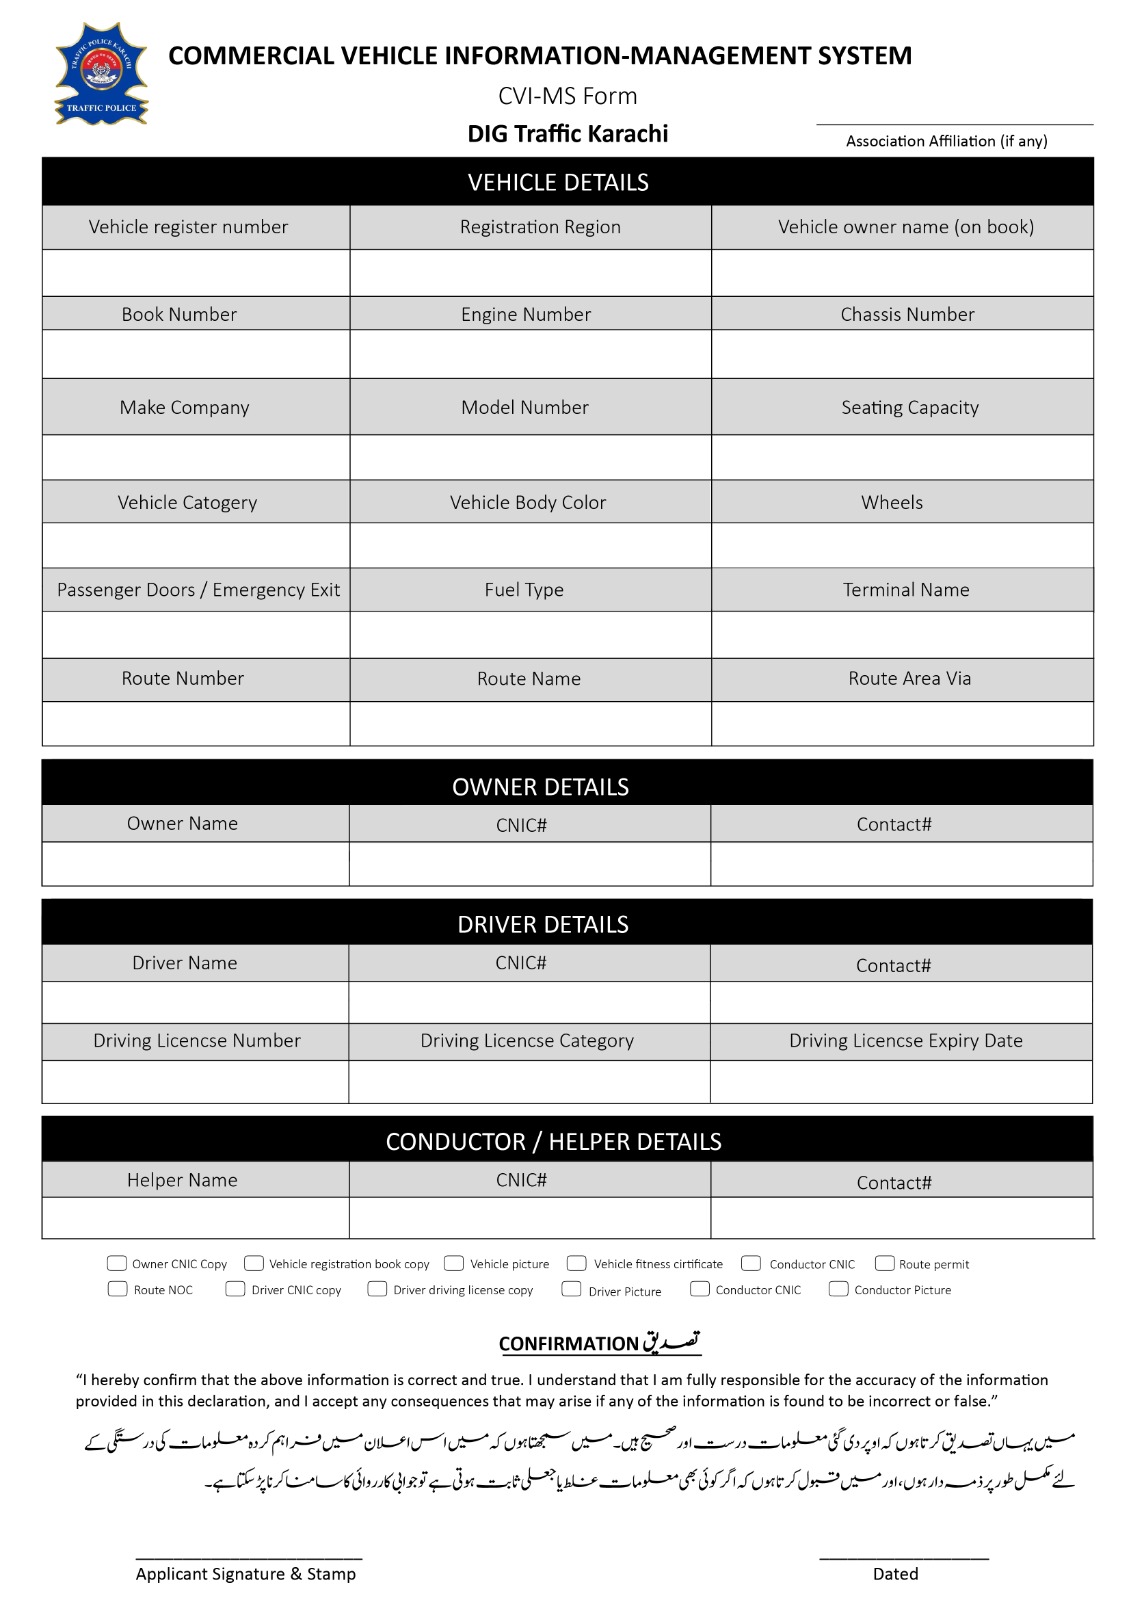 TRAFFIC POLICE KARACHI
TRAFFIC POLICE
COMMERCIAL VEHICLE INFORMATION-MANAGEMENT SYSTEM
CVI-MS Form
DIG Traffic Karachi
Association Affiliation (if any)
VEHICLE DETAILS
Vehicle register number Registration Region Vehicle owner name (on book)
Book Number Engine Number Chassis Number
Make Company Model Number Seating Capacity
Vehicle Catogery Vehicle Body Color Wheels
Passenger Doors / Emergency Exit Fuel Type Terminal Name
Route Number Route Name Route Area Via
OWNER DETAILS
Owner Name CNIC# Contact#
DRIVER DETAILS
Driver Name CNIC# Contact#
Driving Licencse Number Driving Licencse Category Driving Licencse Expiry Date
CONDUCTOR / HELPER DETAILS
Helper Name CNIC# Contact#
Owner CNIC Copy Vehicle registration book copy Vehicle picture Vehicle fitness cirtificate Conductor CNIC Route permit
Route NOC Driver CNIC copy Driver driving license copy Driver Picture Conductor CNIC Conductor Picture
CONFIRMATION تصدیق
“I hereby confirm that the above information is correct and true. I understand that I am fully responsible for the accuracy of the information
provided in this declaration, and I accept any consequences that may arise if any of the information is found to be incorrect or false.”
میں یہاں تصدیق کرتا ہوں کہ اوپر دی گئی معلومات درست اور صحیح ہیں۔ میں سمجھتا ہوں کہ میں اس اعلان میں فراہم کردہ معلومات کی درستگی کے
لئے مکمل طور پر ذمہ دار ہوں، اور میں قبول کرتا ہوں کہ اگر کوئی بھی معلومات غلط یا جعلی ثابت ہوتی ہے تو جوابی کارروائی کا سامنا کرنا پڑ سکتا ہے۔
Applicant Signature & Stamp Dated